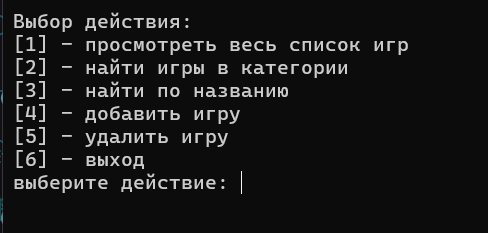 Выбор действия:
[1] - просмотреть весь список игр
[2] - найти игры в категории
[3] - найти по названию
[4] - добавить игру
[5] - удалить игру
[6] - выход
выберите действие: